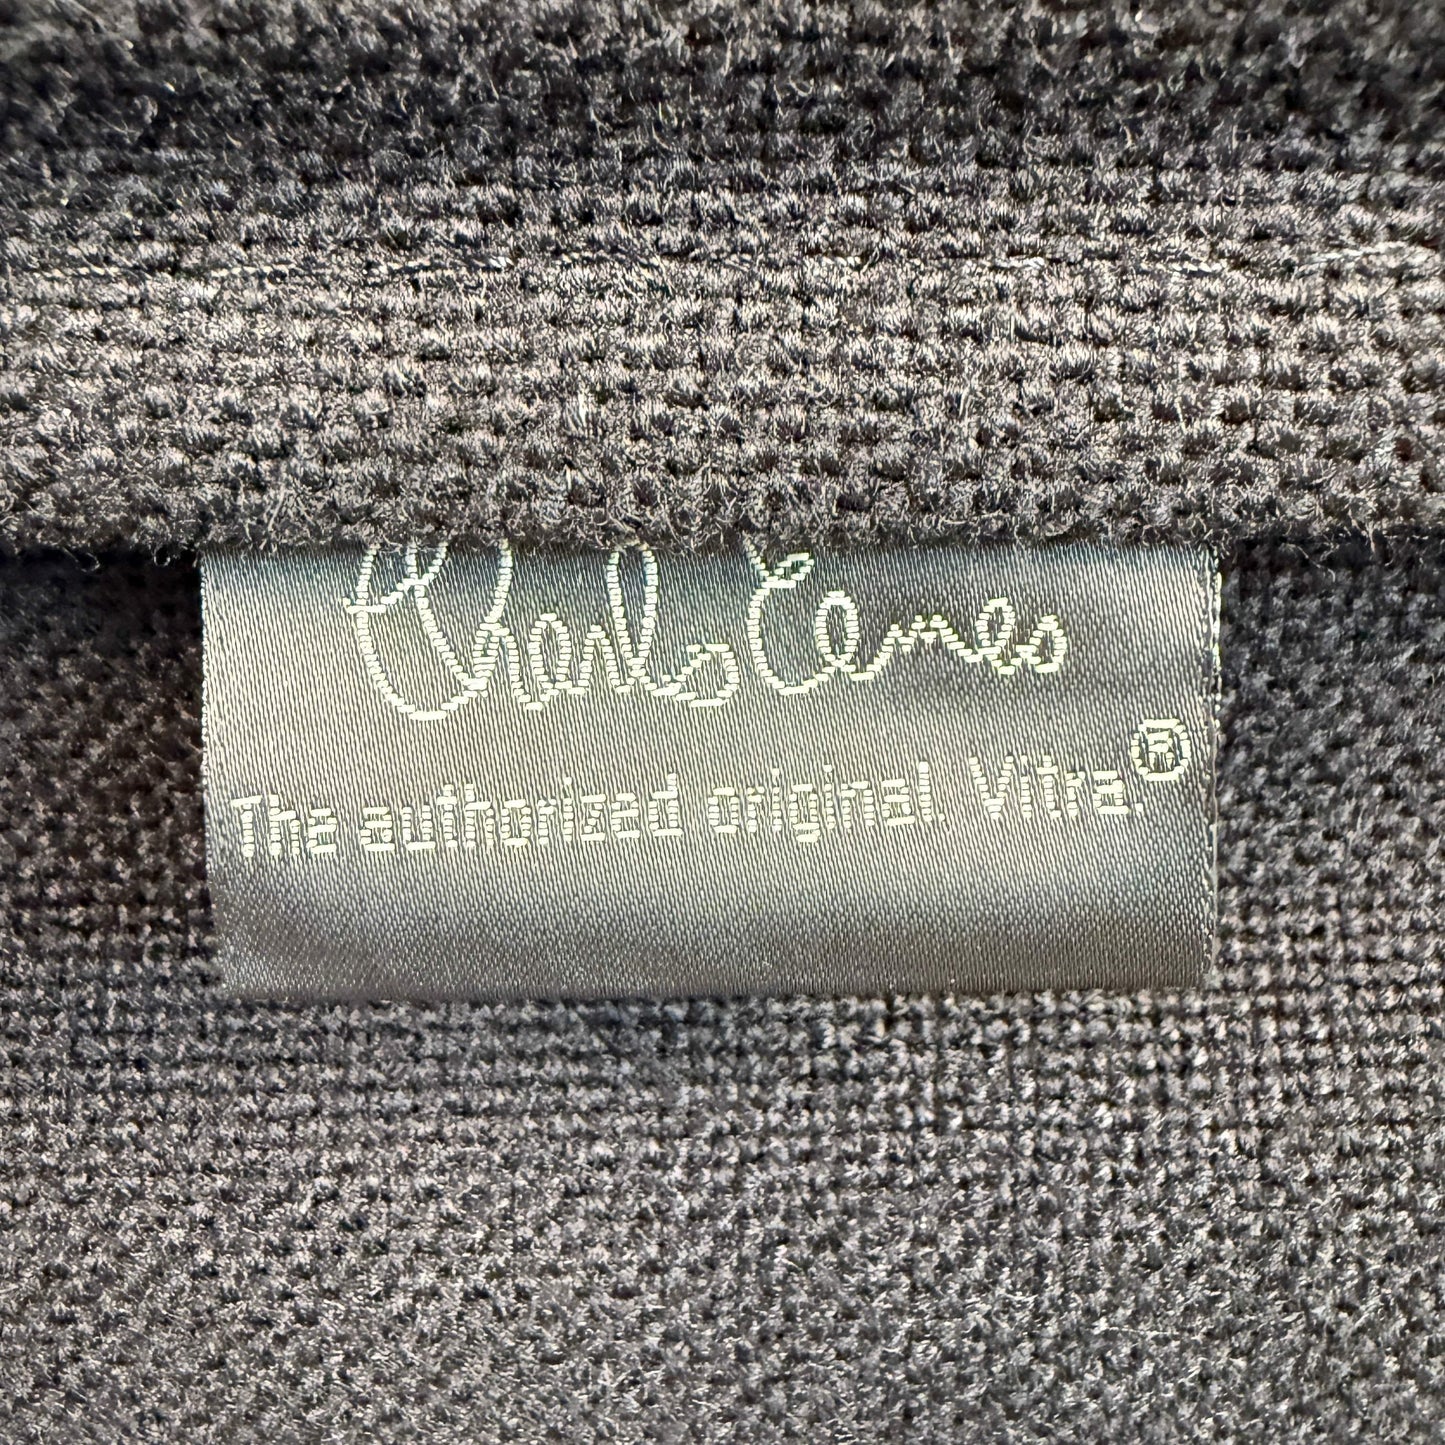 Charles Eames
The authorized original. Vitra.®